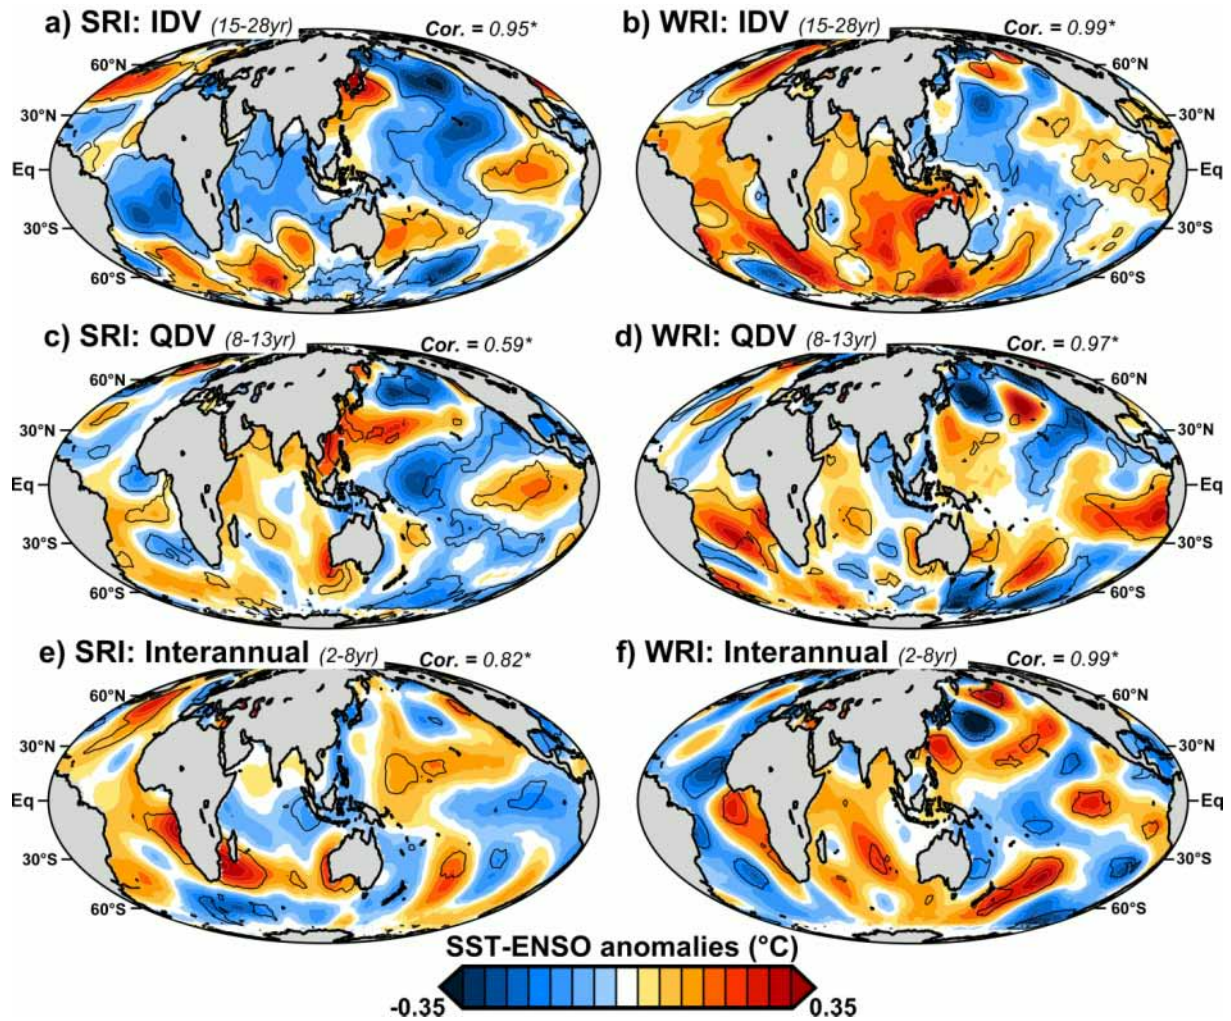 a) SRI: IDV (15-28yr) Cor. = 0.95*
b) WRI: IDV (15-28yr) Cor. = 0.99*
60°N
60°N
30°N
30°N
Eq
Eq
30°S
30°S
60°S
60°S
c) SRI: QDV (8-13yr) Cor. = 0.59*
d) WRI: QDV (8-13yr) Cor. = 0.97*
60°N
60°N
30°N
30°N
Eq
Eq
30°S
30°S
60°S
60°S
e) SRI: Interannual (2-8yr) Cor. = 0.82*
f) WRI: Interannual (2-8yr) Cor. = 0.99*
60°N
60°N
30°N
30°N
Eq
Eq
30°S
30°S
60°S
60°S
SST-ENSO anomalies (°C)
-0.35 0.35